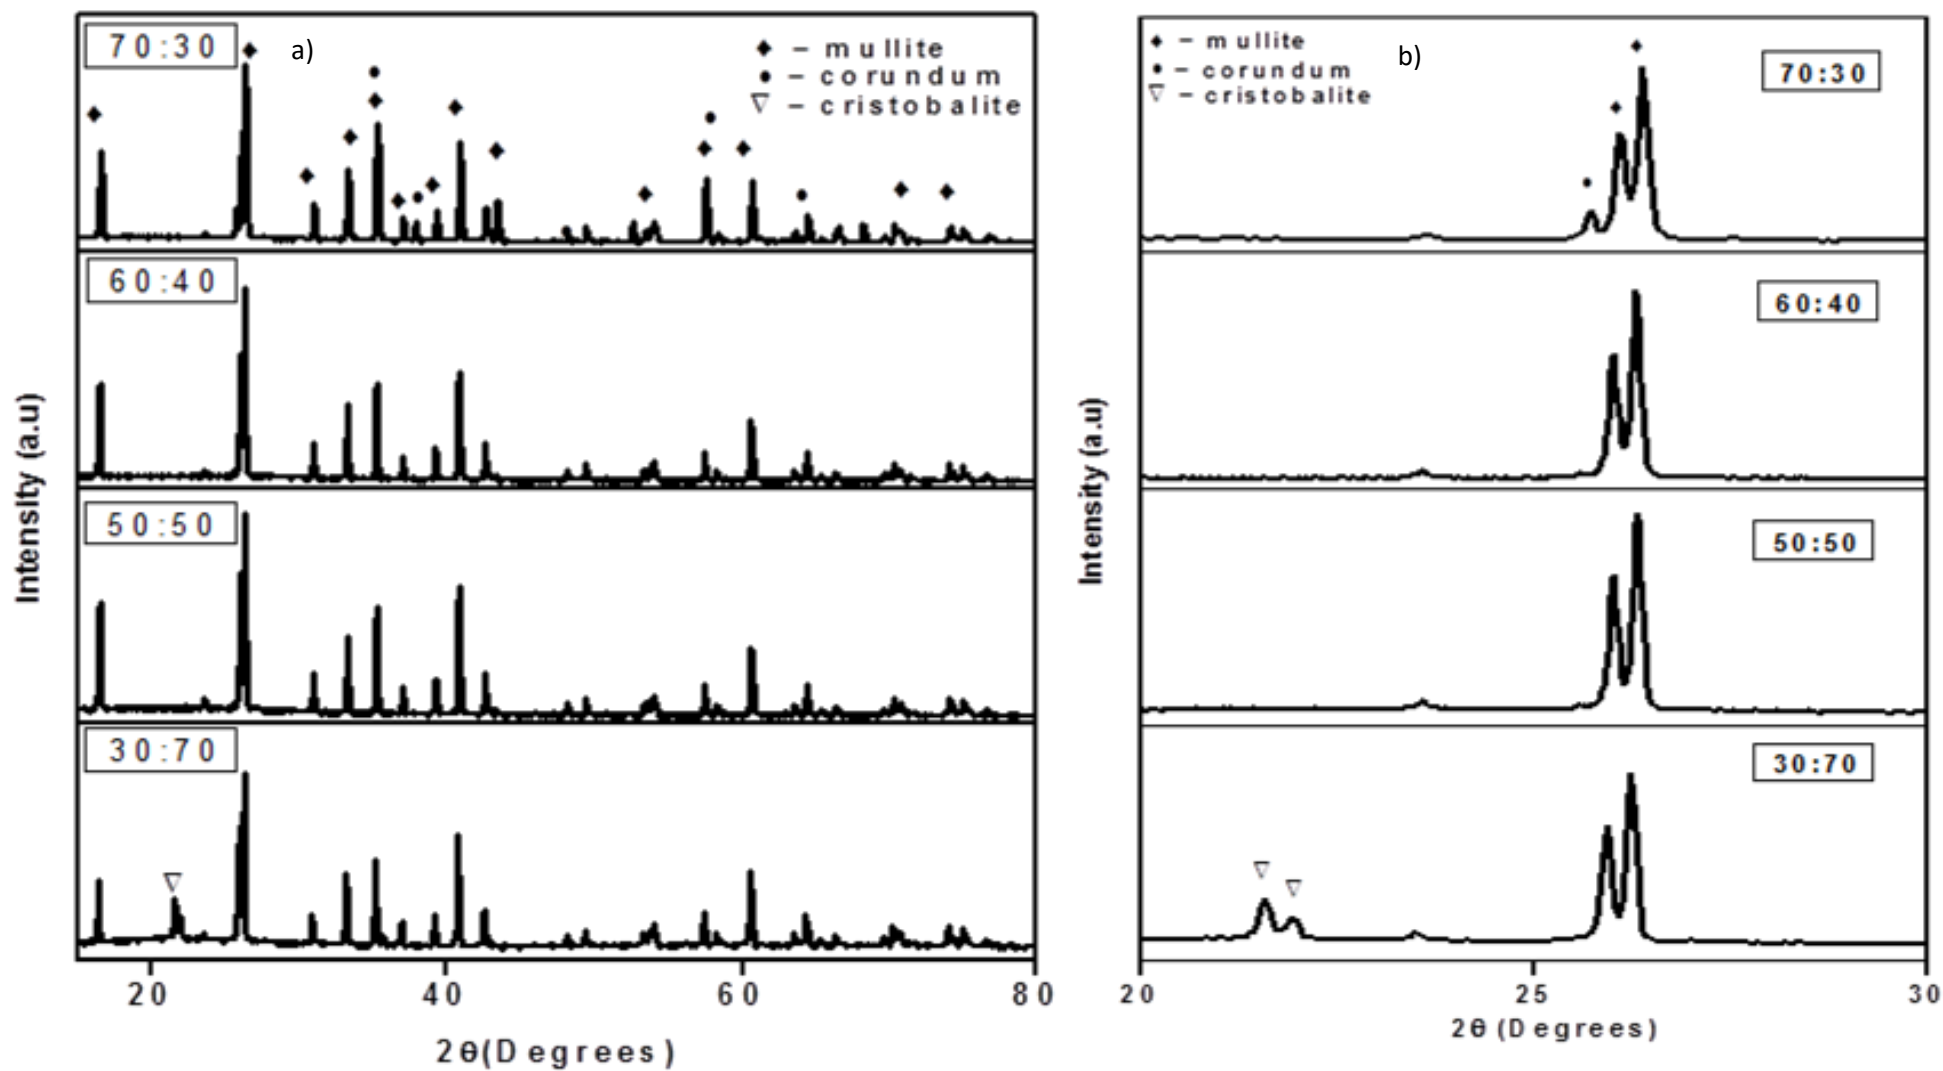 70:30
a)
– mullite
– corundum
– cristobalite
60:40
50:50
30:70
Intensity (a.u)
20 40 60 80
2θ(Degrees)
– mullite
– corundum
– cristobalite
b)
70:30
60:40
50:50
30:70
Intensity (a.u)
20 25 30
2θ (Degrees)